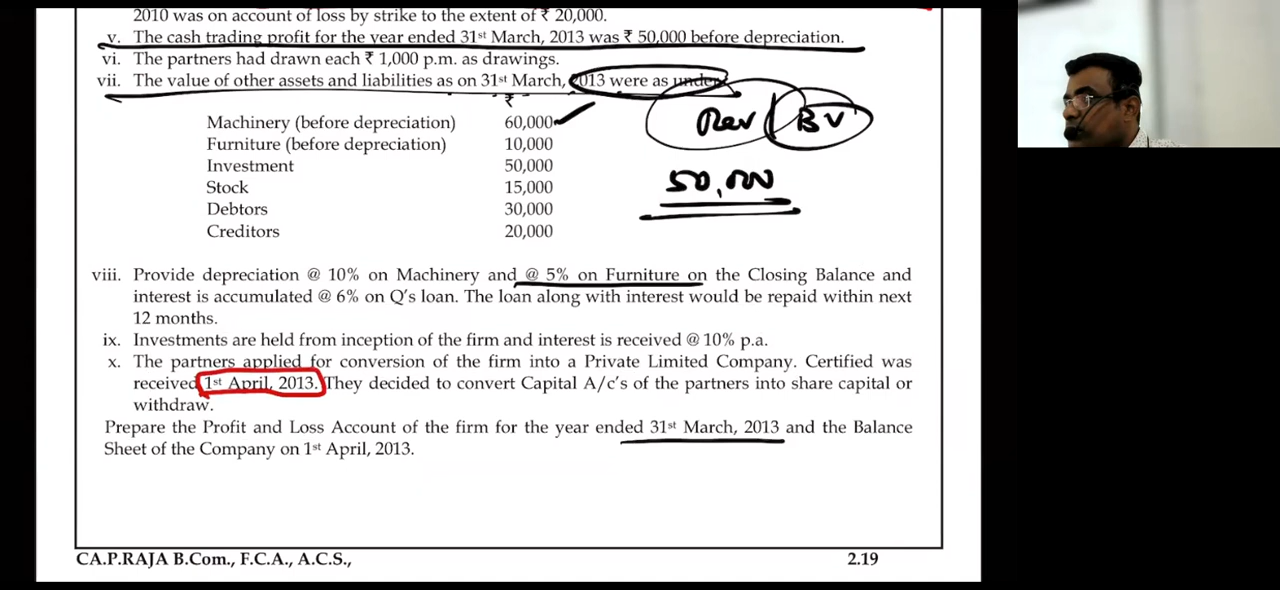 2010 was on account of loss by strike to the extent of ₹ 20,000.
v. The cash trading profit for the year ended 31st March, 2013 was ₹ 50,000 before depreciation.
vi. The partners had drawn each ₹ 1,000 p.m. as drawings.
vii. The value of other assets and liabilities as on 31st March, 2013 were as under
₹
Machinery (before depreciation) 60,000
Rev BV
Furniture (before depreciation) 10,000
Investment 50,000
50,000
Stock 15,000
Debtors 30,000
Creditors 20,000
viii. Provide depreciation @ 10% on Machinery and @ 5% on Furniture on the Closing Balance and
interest is accumulated @ 6% on Q's loan. The loan along with interest would be repaid within next
12 months.
ix. Investments are held from inception of the firm and interest is received @ 10% p.a.
x. The partners applied for conversion of the firm into a Private Limited Company. Certified was
received 1st April, 2013. They decided to convert Capital A/c's of the partners into share capital or
withdraw.
Prepare the Profit and Loss Account of the firm for the year ended 31st March, 2013 and the Balance
Sheet of the Company on 1st April, 2013.
CA.P.RAJA B.Com., F.C.A., A.C.S., 2.19